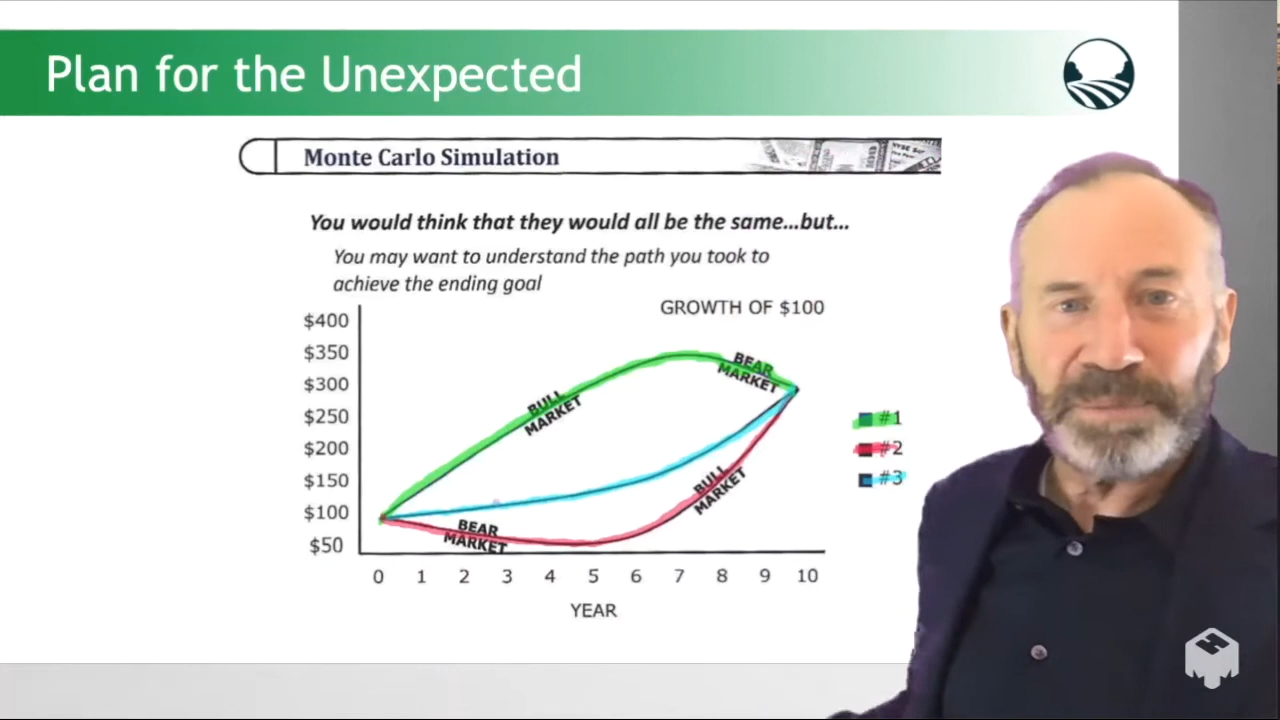 Plan for the Unexpected
Monte Carlo Simulation
You would think that they would all be the same...but...
You may want to understand the path you took to
achieve the ending goal
GROWTH OF $100
$400
$350
$300
$250
$200
$150
$100
$50
BULL
MARKET
BEAR
MARKET
BEAR
MARKET
BULL
MARKET
#1
#2
#3
0 1 2 3 4 5 6 7 8 9 10
YEAR